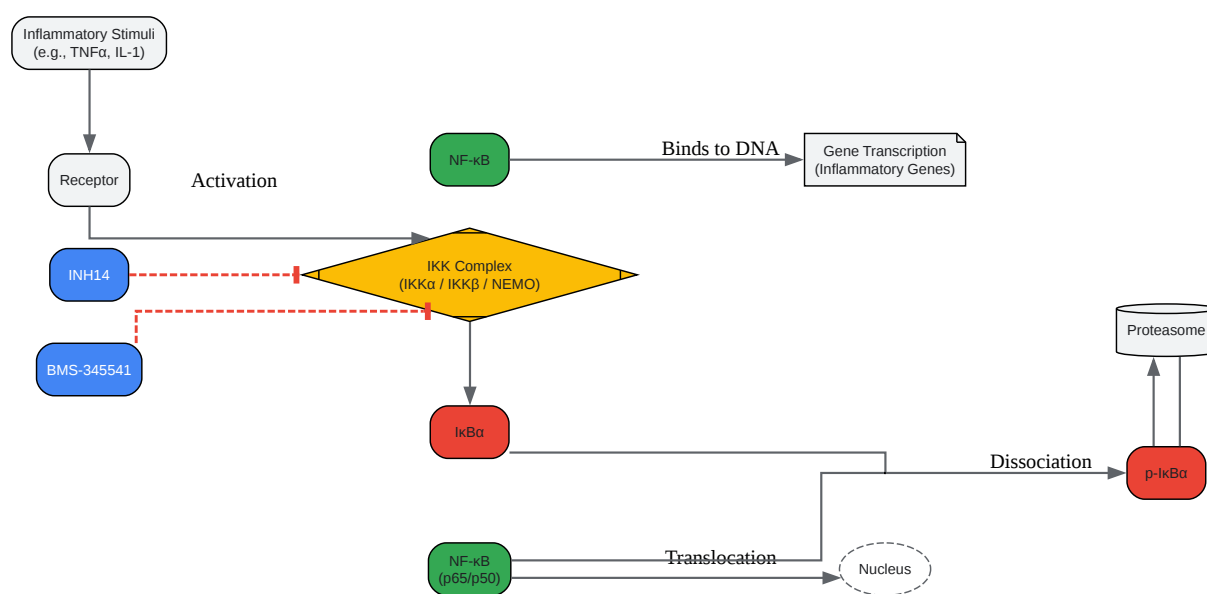 Inflammatory Stimuli
(e.g., TNFα, IL-1)
NF-κB
Binds to DNA
Gene Transcription
(Inflammatory Genes)
Receptor
Activation
INH14
IKK Complex
(IKKα / IKKβ / NEMO)
Proteasome
BMS-345541
IκBα
Dissociation
p-IκBα
NF-κB
(p65/p50)
Translocation
Nucleus